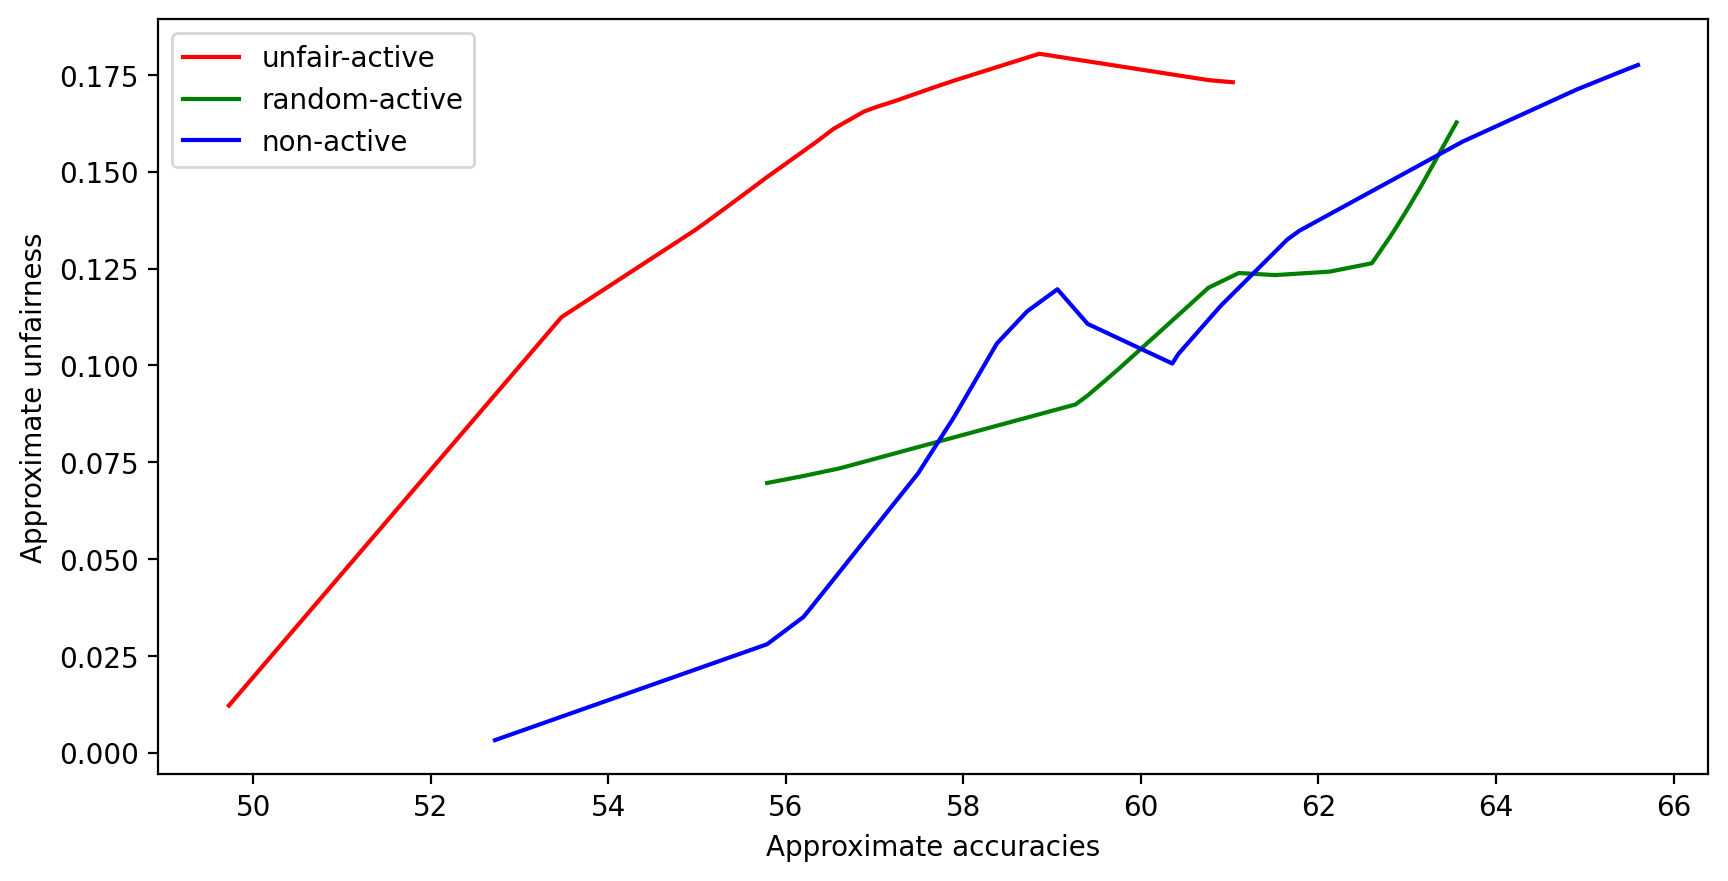 unfair-active
random-active
non-active
Approximate unfairness
0.175
0.150
0.125
0.100
0.075
0.050
0.025
0.000
50 52 54 56 58 60 62 64 66
Approximate accuracies